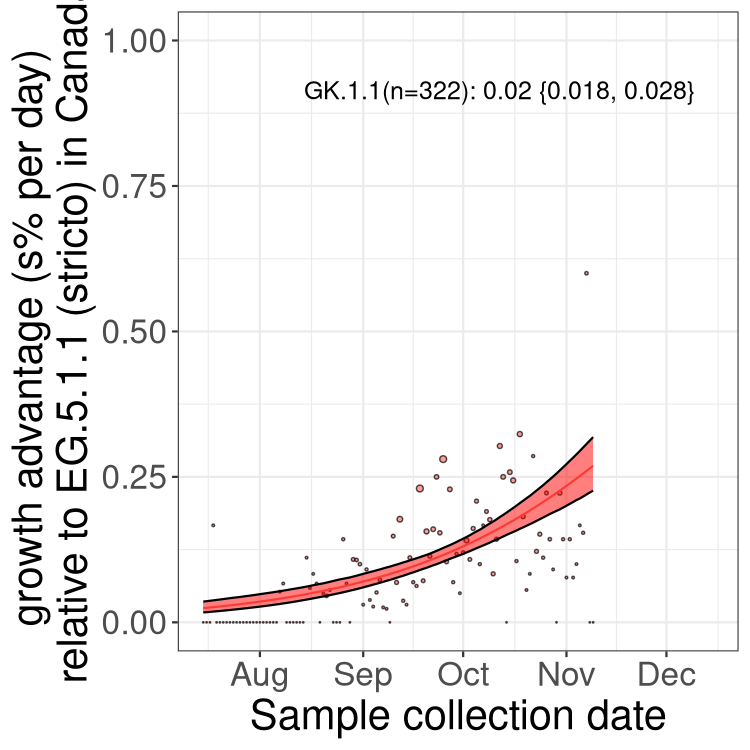 growth advantage (s% per day)
relative to EG.5.1.1 (stricto) in Canada
1.00
0.75
0.50
0.25
0.00
GK.1.1(n=322): 0.02 {0.018, 0.028}
Aug Sep Oct Nov Dec
Sample collection date